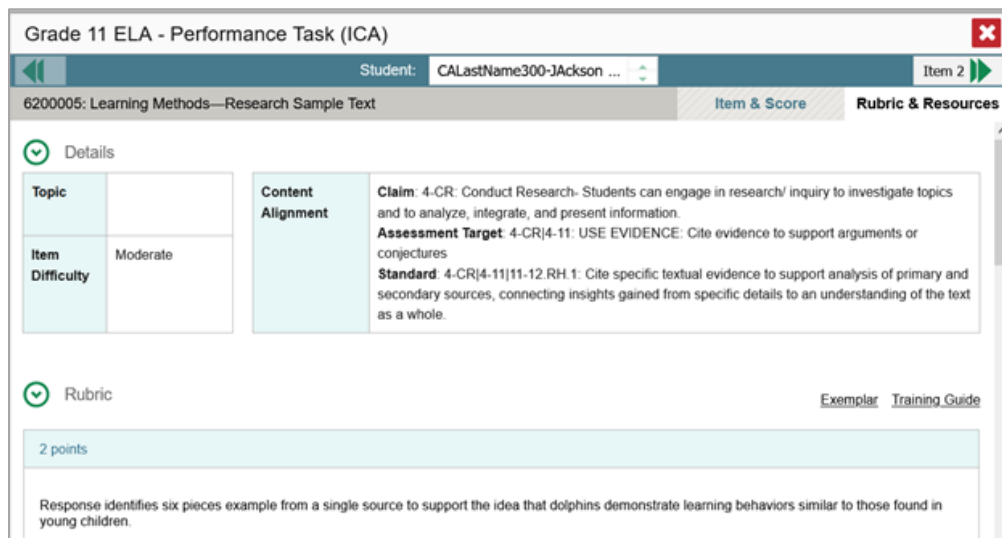 Grade 11 ELA - Performance Task (ICA)
Student: CALastName300-JAckson ... Item 2
6200005: Learning Methods—Research Sample Text Item & Score Rubric & Resources
Details
Topic
Item Difficulty Moderate
Content Alignment
Claim: 4-CR: Conduct Research- Students can engage in research/ inquiry to investigate topics
and to analyze, integrate, and present information.
Assessment Target: 4-CR|4-11: USE EVIDENCE: Cite evidence to support arguments or
conjectures
Standard: 4-CR|4-11|11-12.RH.1: Cite specific textual evidence to support analysis of primary and
secondary sources, connecting insights gained from specific details to an understanding of the text
as a whole.
Rubric
Exemplar Training Guide
2 points
Response identifies six pieces example from a single source to support the idea that dolphins demonstrate learning behaviors similar to those found in
young children.